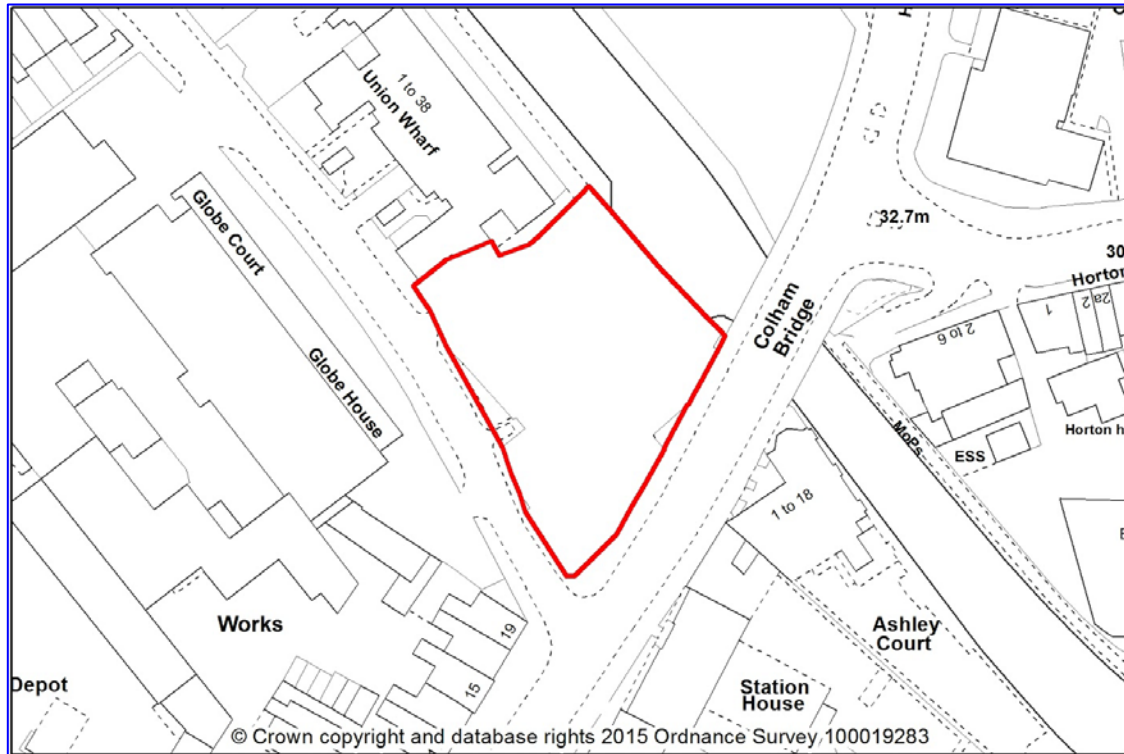 1 to 38
Union Wharf
Globe Court
Globe House
32.7m
30
Horton
Colham
Bridge
2 to 6
1
2a 2
MoPs
ESS
Horton h
1 to 18
Works
19
15
Ashley
Court
Depot
Station
House
© Crown copyright and database rights 2015 Ordnance Survey 100019283